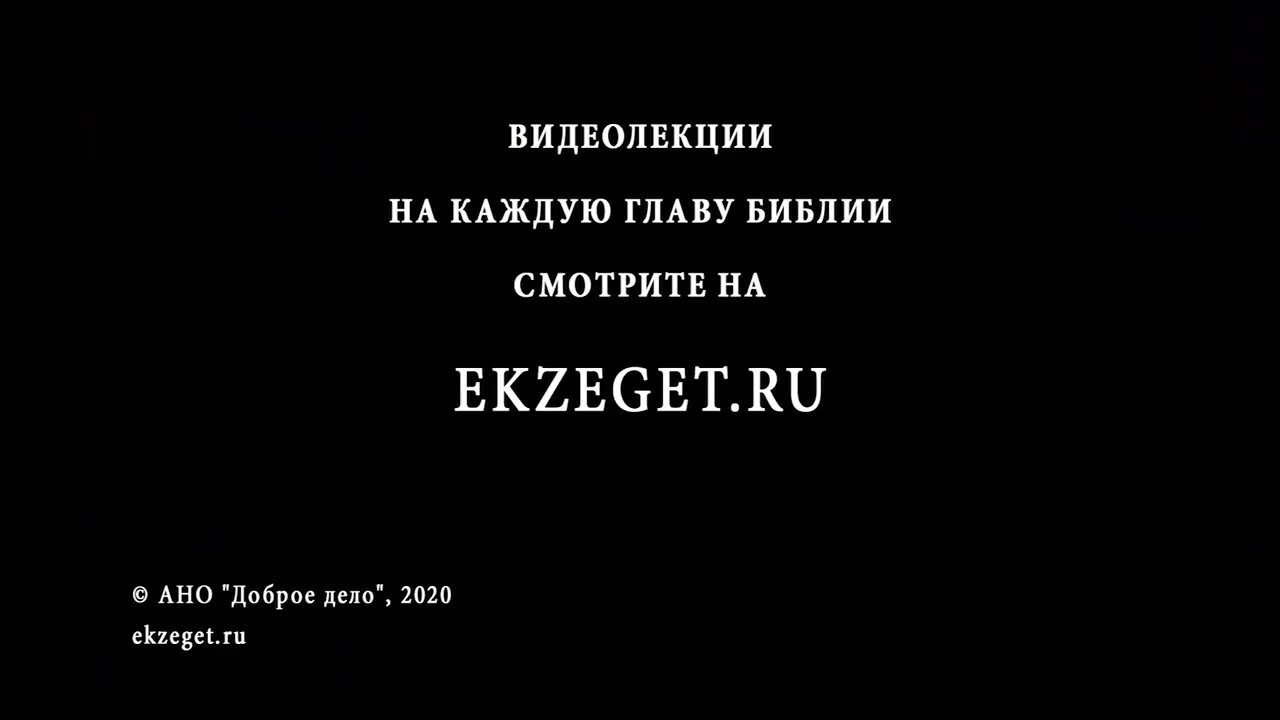 ВИДЕОЛЕКЦИИ
НА КАЖДУЮ ГЛАВУ БИБЛИИ
СМОТРИТЕ НА
EKZEGET.RU
© АНО "Доброе дело", 2020
ekzeget.ru